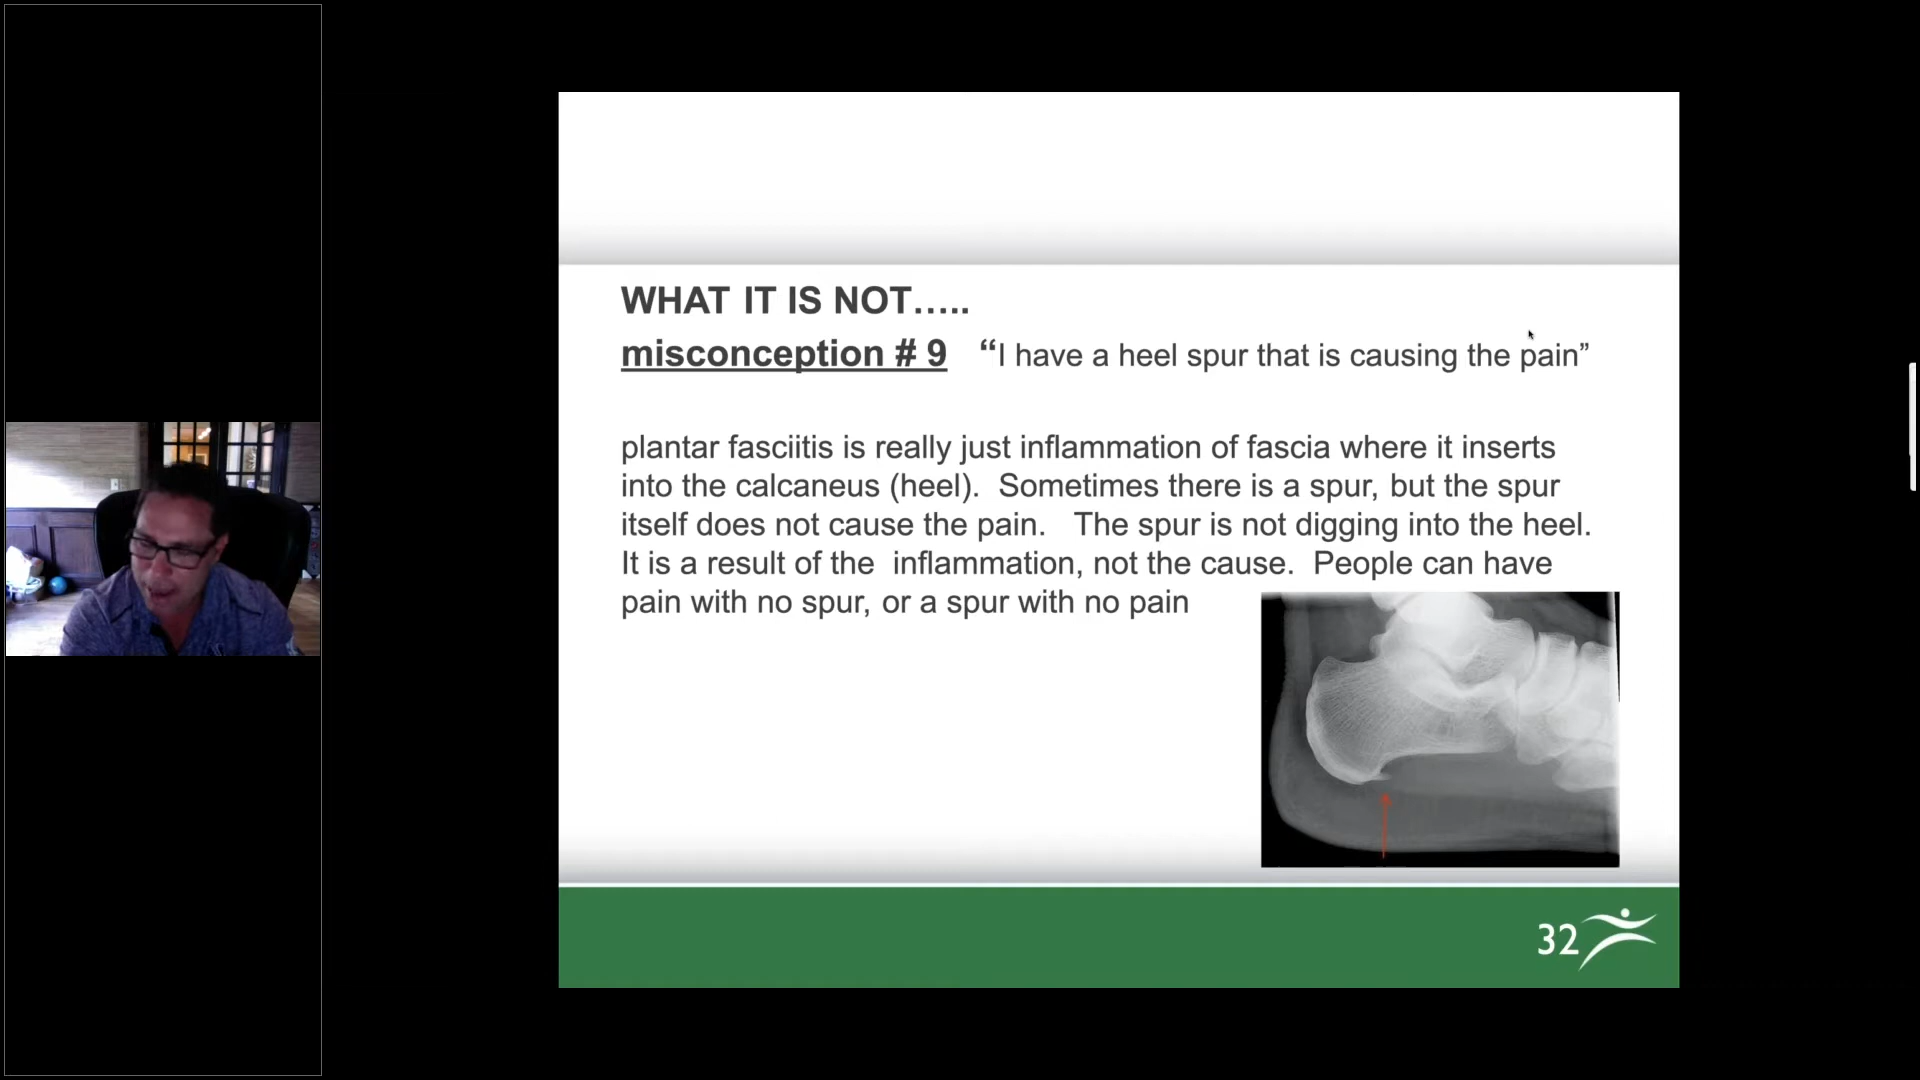 WHAT IT IS NOT…..
misconception # 9 “I have a heel spur that is causing the pain”
plantar fasciitis is really just inflammation of fascia where it inserts
into the calcaneus (heel). Sometimes there is a spur, but the spur
itself does not cause the pain. The spur is not digging into the heel.
It is a result of the inflammation, not the cause. People can have
pain with no spur, or a spur with no pain
32